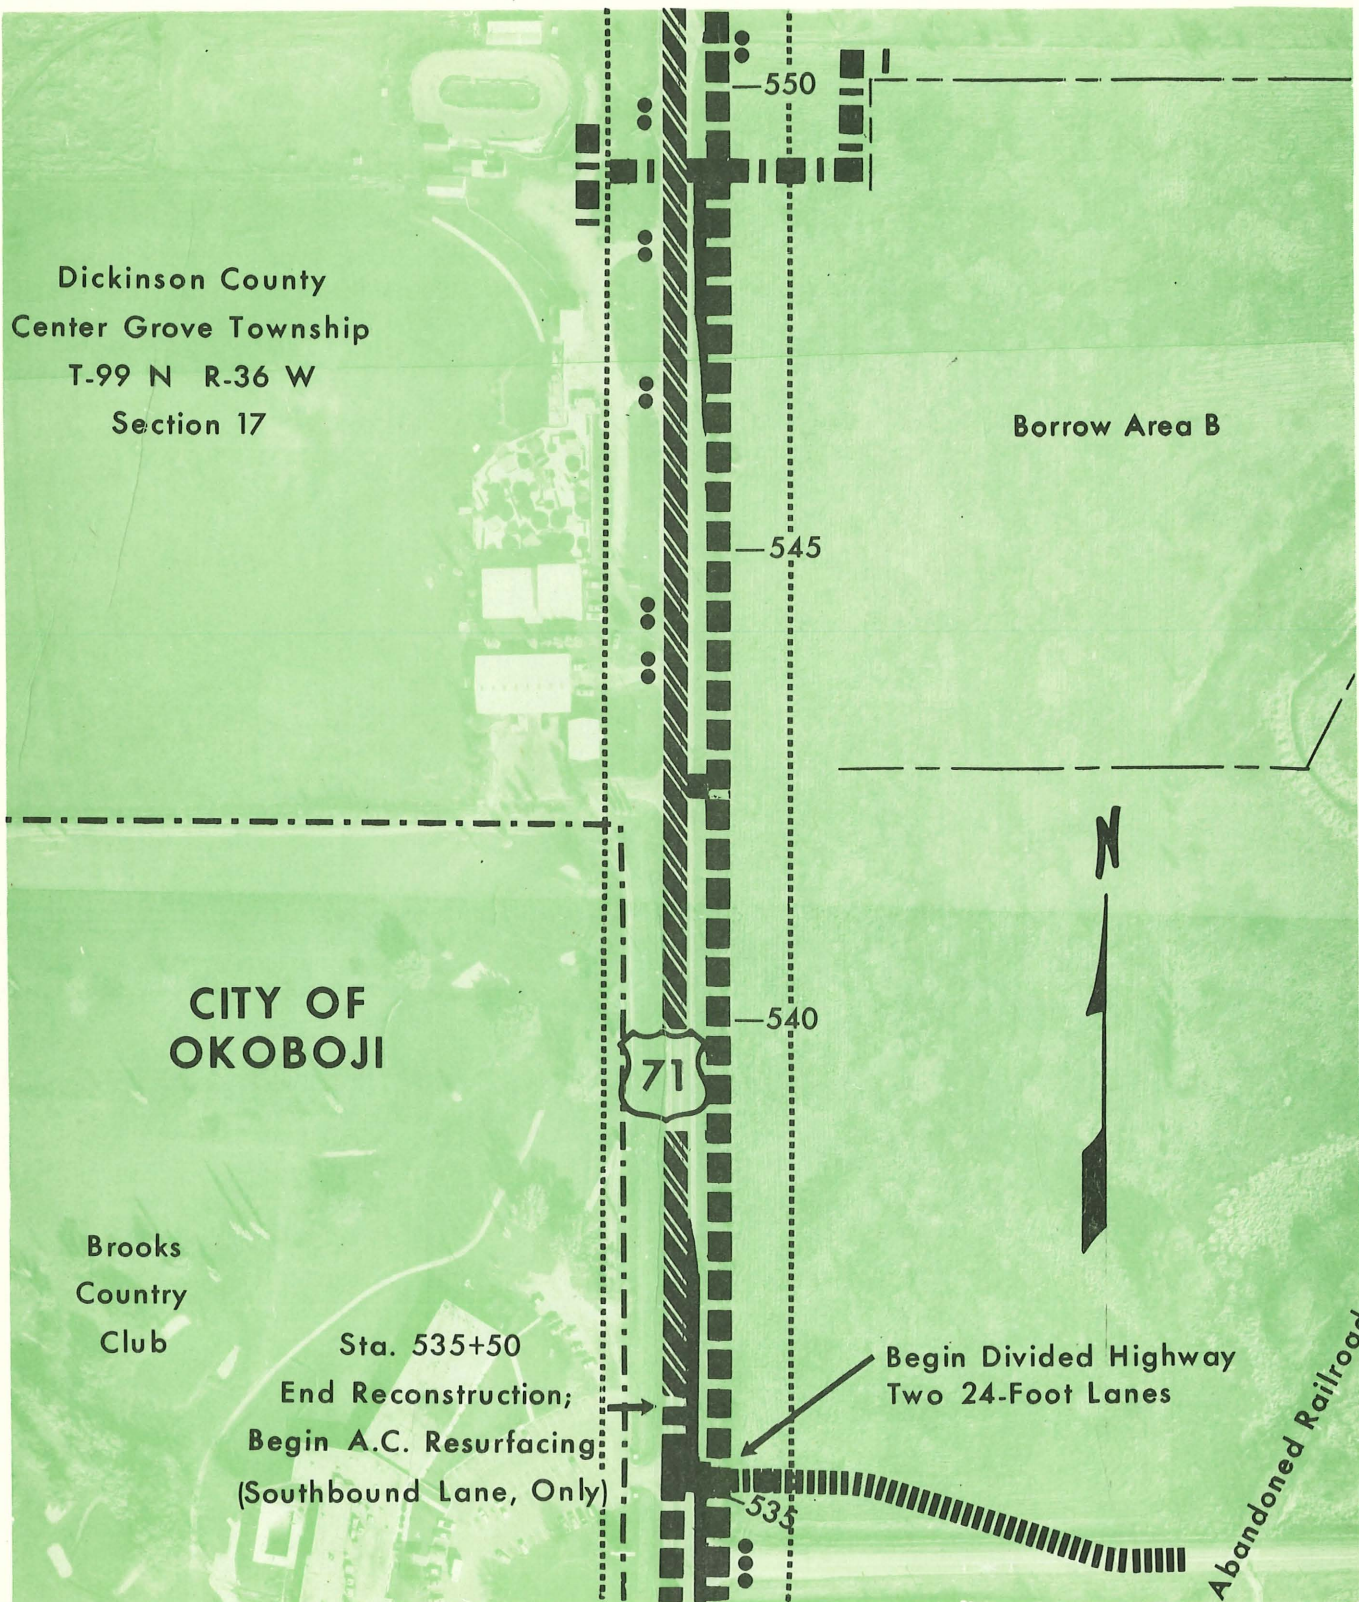 —550
Dickinson County
Center Grove Township
T-99 N R-36 W
Section 17
Borrow Area B
—545
N
CITY OF
OKOBOJI
—540
71
Brooks
Country
Club
Sta. 535+50
End Reconstruction;
Begin A.C. Resurfacing
(Southbound Lane, Only)
Begin Divided Highway
Two 24-Foot Lanes
—535
Abandoned Railroad